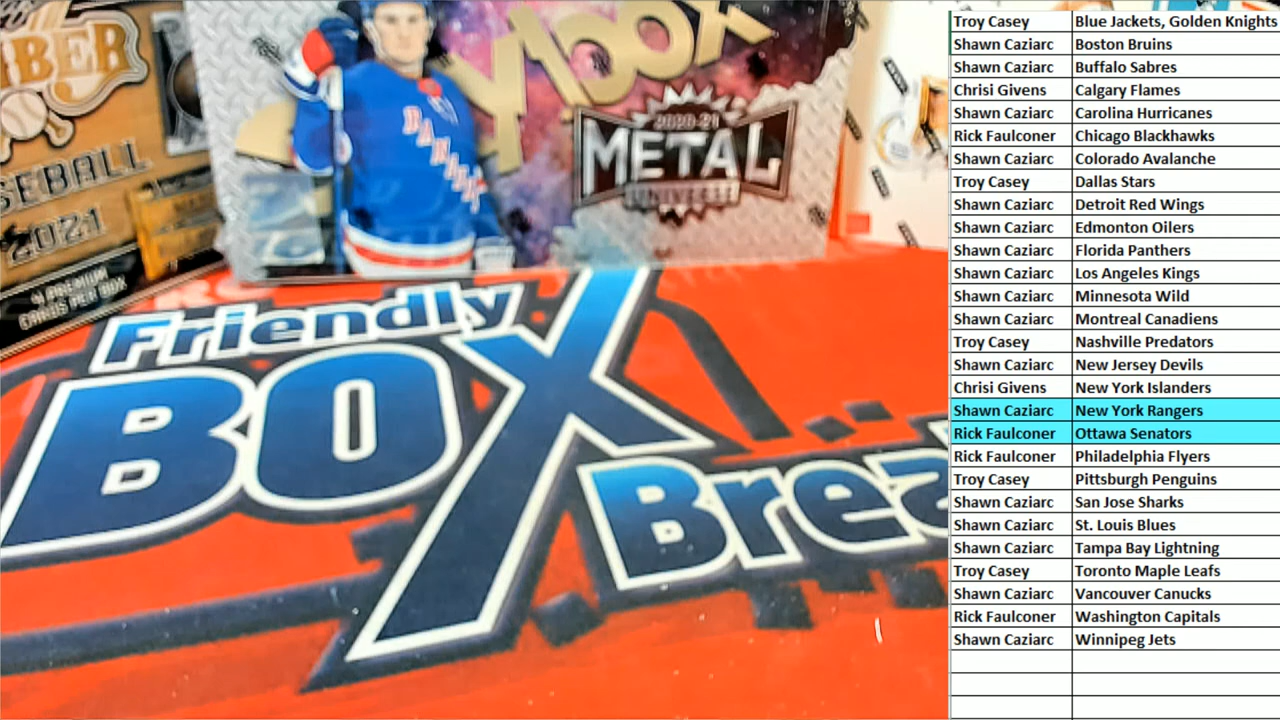 BER
SEBALL
2021
4 PREMIUM
CARDS PER BOX
RANGERS
2020-21
METAL
UNIVERSE
Friendly
BOX
Brea
Troy Casey Blue Jackets, Golden Knights
Shawn Caziarc Boston Bruins
Shawn Caziarc Buffalo Sabres
Chrisi Givens Calgary Flames
Shawn Caziarc Carolina Hurricanes
Rick Faulconer Chicago Blackhawks
Shawn Caziarc Colorado Avalanche
Troy Casey Dallas Stars
Shawn Caziarc Detroit Red Wings
Shawn Caziarc Edmonton Oilers
Shawn Caziarc Florida Panthers
Shawn Caziarc Los Angeles Kings
Shawn Caziarc Minnesota Wild
Shawn Caziarc Montreal Canadiens
Troy Casey Nashville Predators
Shawn Caziarc New Jersey Devils
Chrisi Givens New York Islanders
Shawn Caziarc New York Rangers
Rick Faulconer Ottawa Senators
Rick Faulconer Philadelphia Flyers
Troy Casey Pittsburgh Penguins
Shawn Caziarc San Jose Sharks
Shawn Caziarc St. Louis Blues
Shawn Caziarc Tampa Bay Lightning
Troy Casey Toronto Maple Leafs
Shawn Caziarc Vancouver Canucks
Rick Faulconer Washington Capitals
Shawn Caziarc Winnipeg Jets